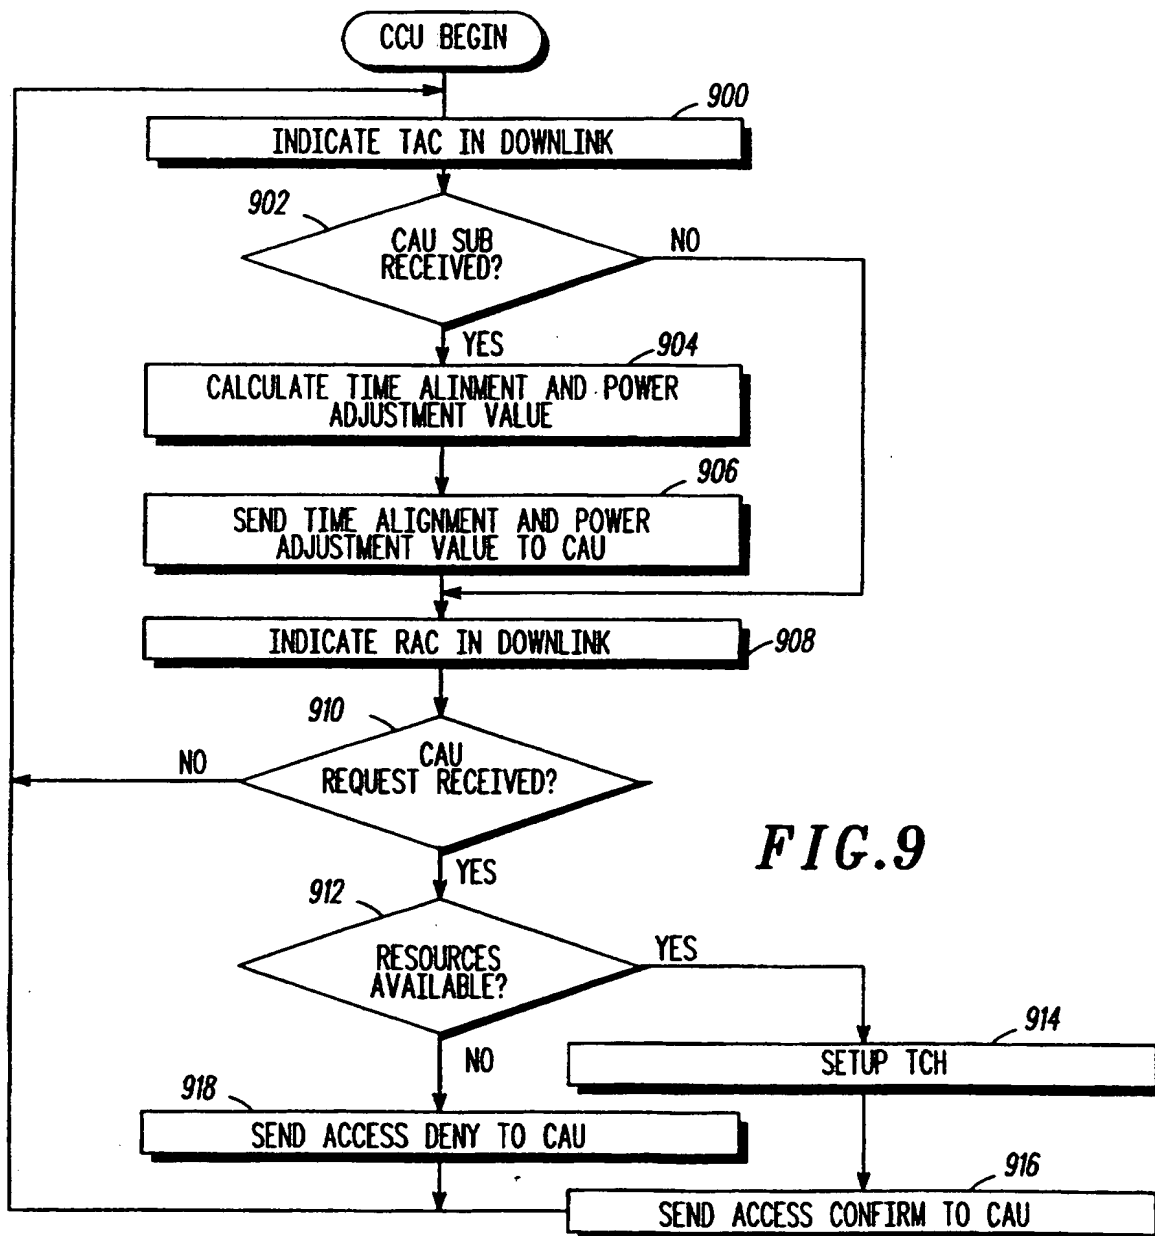 CCU BEGIN
900
INDICATE TAC IN DOWNLINK
902
CAU SUB
RECEIVED?
NO
YES
904
CALCULATE TIME ALINMENT AND POWER
ADJUSTMENT VALUE
906
SEND TIME ALIGNMENT AND POWER
ADJUSTMENT VALUE TO CAU
INDICATE RAC IN DOWNLINK
908
910
CAU
REQUEST RECEIVED?
NO
YES
FIG.9
912
RESOURCES
AVAILABLE?
YES
NO
914
SETUP TCH
918
SEND ACCESS DENY TO CAU
916
SEND ACCESS CONFIRM TO CAU